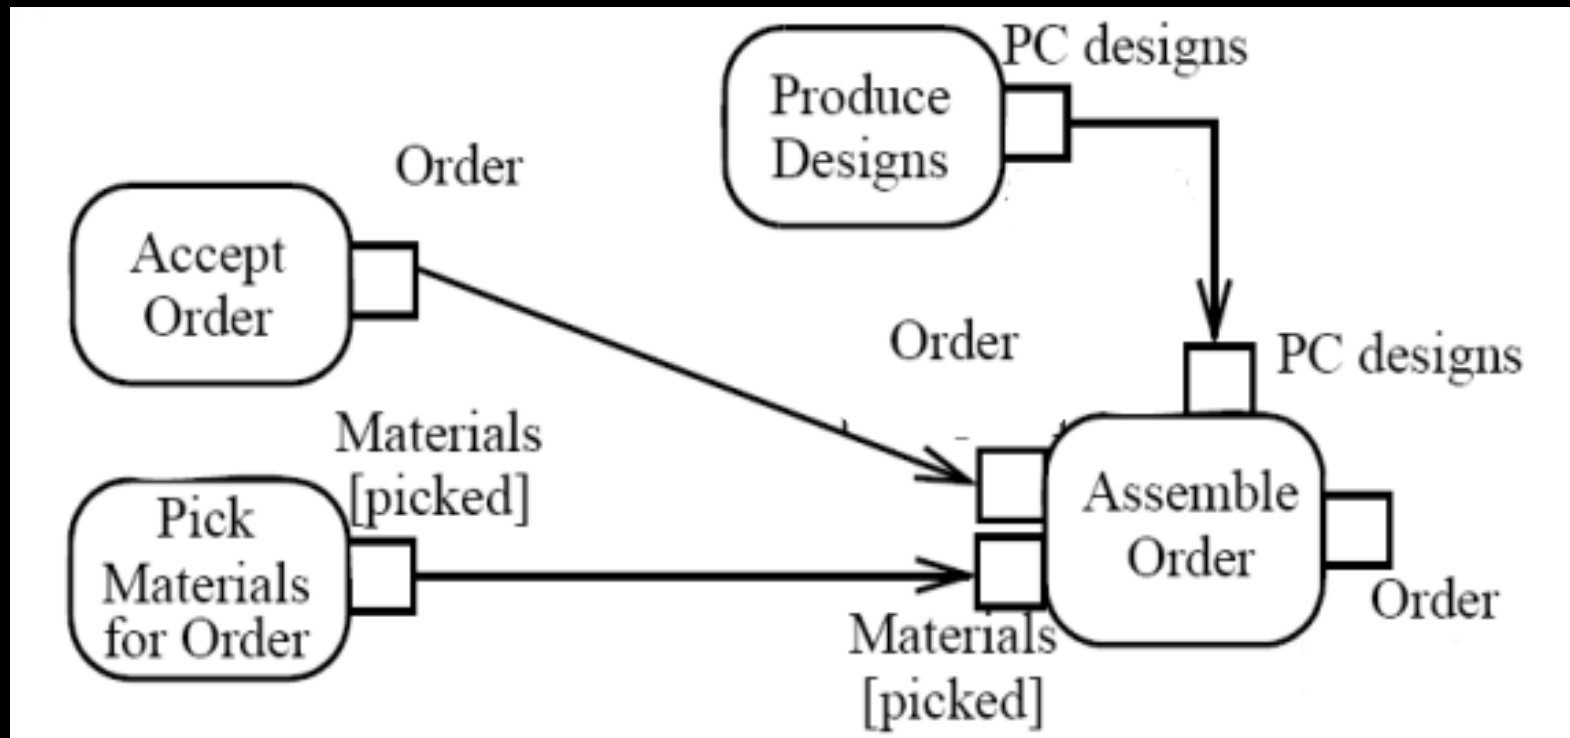 PC designs
Produce
Designs
Order
Accept
Order
Order
PC designs
Materials
[picked]
Pick
Materials
for Order
Assemble
Order
Order
Materials
[picked]